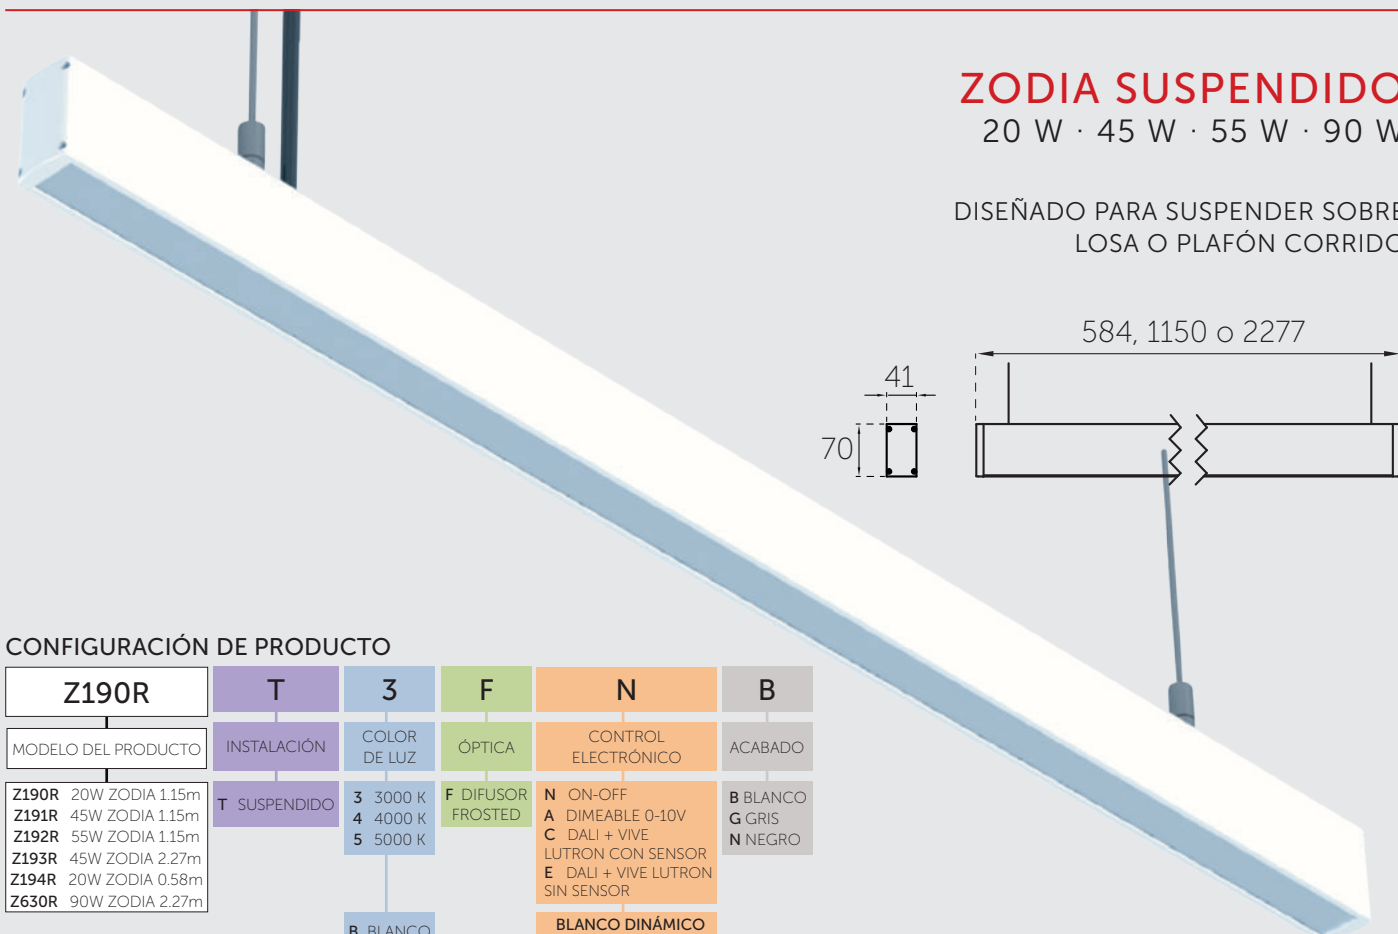 ZODIA SUSPENDIDO
20 W · 45 W · 55 W · 90 W
DISEÑADO PARA SUSPENDER SOBRE
LOSA O PLAFÓN CORRIDO
584, 1150 o 2277
41
70
CONFIGURACIÓN DE PRODUCTO
Z190R
MODELO DEL PRODUCTO
Z190R 20W ZODIA 1.15m
Z191R 45W ZODIA 1.15m
Z192R 55W ZODIA 1.15m
Z193R 45W ZODIA 2.27m
Z194R 20W ZODIA 0.58m
Z630R 90W ZODIA 2.27m
T
INSTALACIÓN
T SUSPENDIDO
3
COLOR
DE LUZ
3 3000 K
4 4000 K
5 5000 K
B BLANCO
F
ÓPTICA
F DIFUSOR
FROSTED
N
CONTROL
ELECTRÓNICO
N ON-OFF
A DIMEABLE 0-10V
C DALI + VIVE
LUTRON CON SENSOR
E DALI + VIVE LUTRON
SIN SENSOR
BLANCO DINÁMICO
B
ACABADO
B BLANCO
G GRIS
N NEGRO